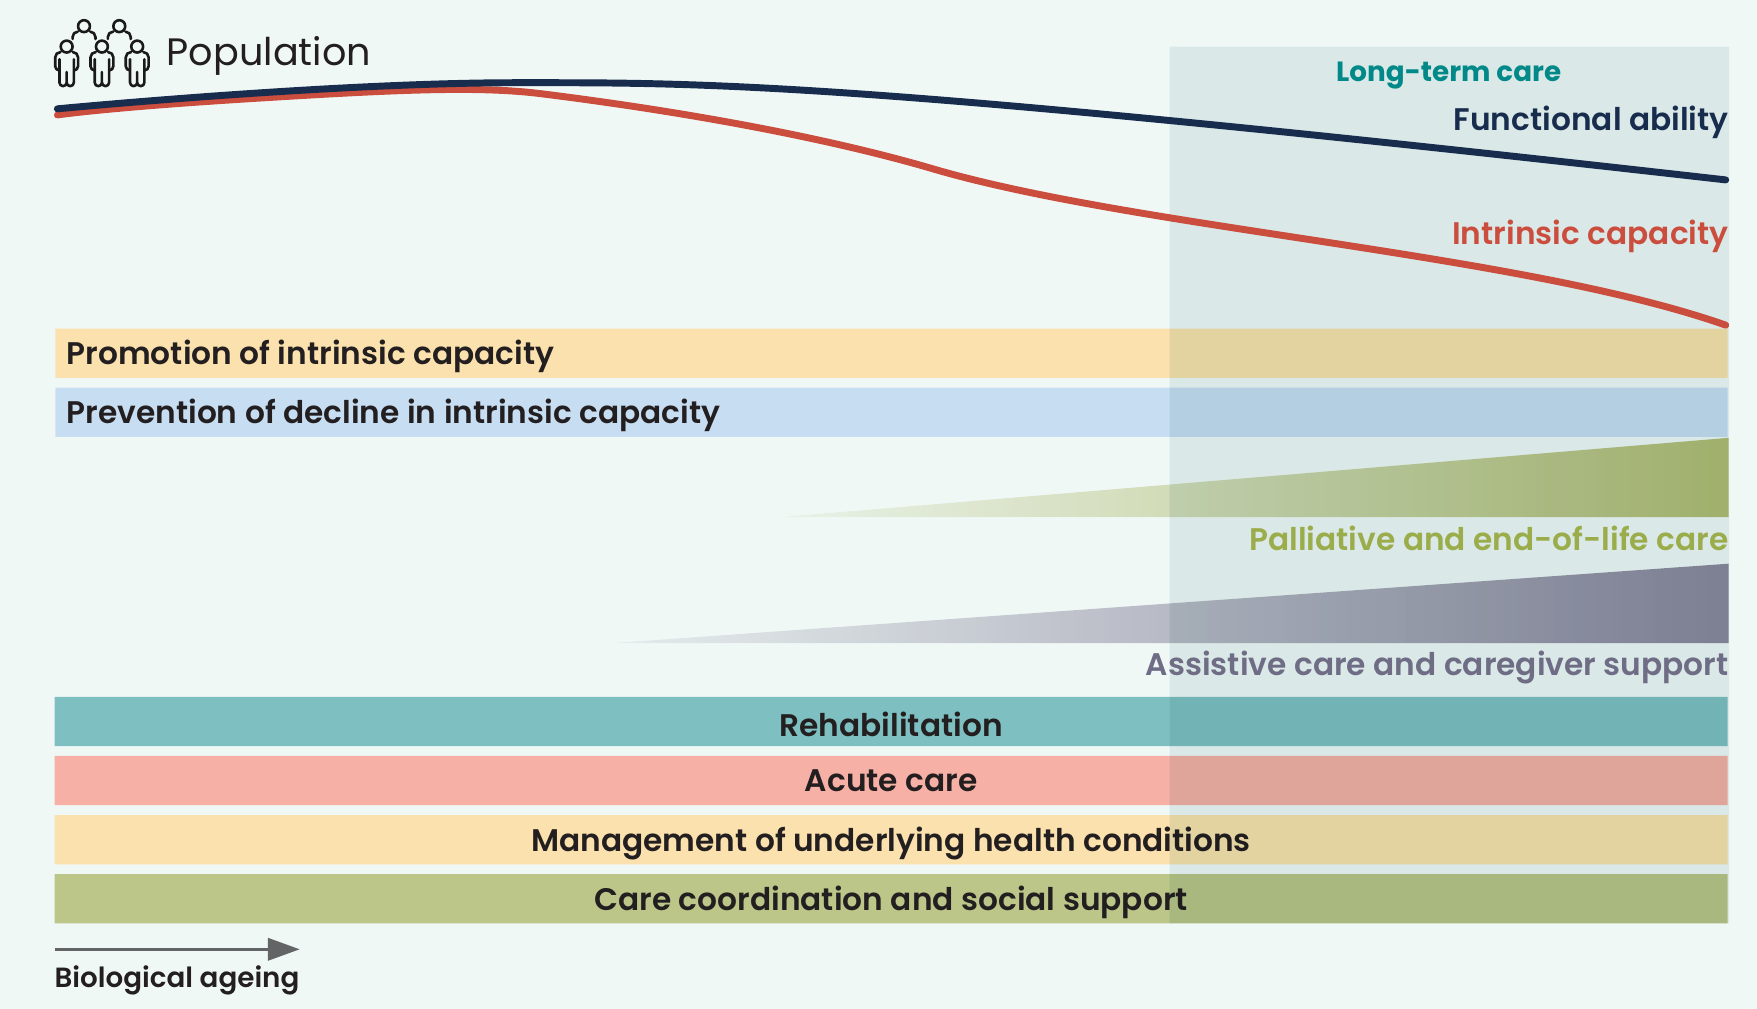 Population
Long-term care
Functional ability
Intrinsic capacity
Promotion of intrinsic capacity
Prevention of decline in intrinsic capacity
Palliative and end-of-life care
Assistive care and caregiver support
Rehabilitation
Acute care
Management of underlying health conditions
Care coordination and social support
Biological ageing